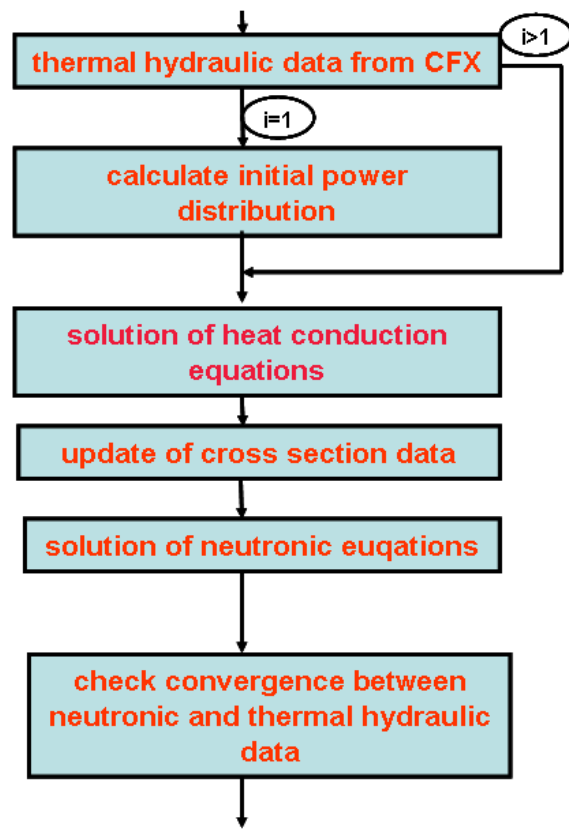 i>1
thermal hydraulic data from CFX
i=1
calculate initial power
distribution
solution of heat conduction
equations
update of cross section data
solution of neutronic euqations
check convergence between
neutronic and thermal hydraulic
data